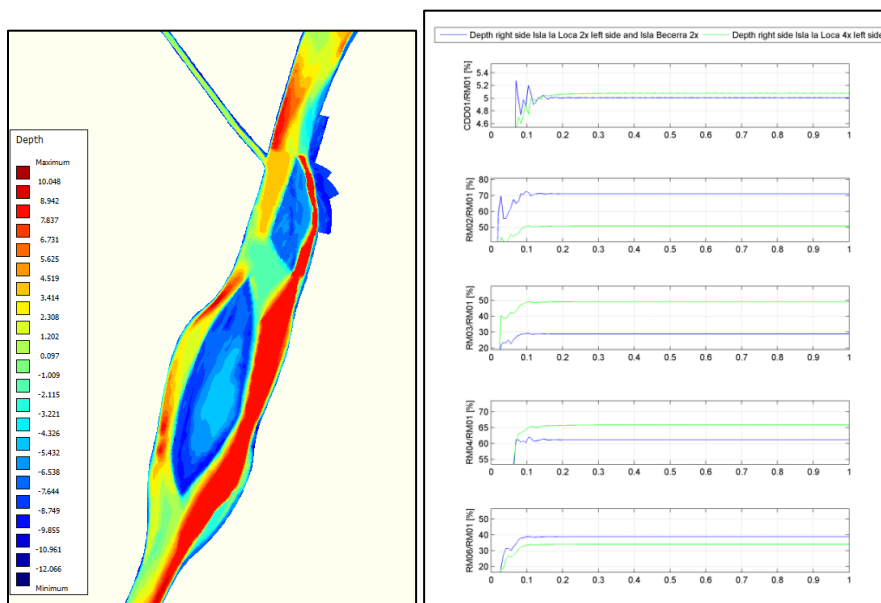 Depth
Maximum
10.048
8.942
7.837
6.731
5.625
4.519
3.414
2.308
1.202
0.097
-1.009
-2.115
-3.221
-4.326
-5.432
-6.538
-7.644
-8.749
-9.855
-10.961
-12.066
Minimum
Depth right side Isla la Loca 2x left side and Isla Becerra 2x
Depth right side Isla la Loca 4x left side
CDD01/RM01 [%]
5.4
5.2
5
4.8
4.6
0 0.1 0.2 0.3 0.4 0.5 0.6 0.7 0.8 0.9 1
RM02/RM01 [%]
80
70
60
50
0 0.1 0.2 0.3 0.4 0.5 0.6 0.7 0.8 0.9 1
RM03/RM01 [%]
50
40
30
20
0 0.1 0.2 0.3 0.4 0.5 0.6 0.7 0.8 0.9 1
RM04/RM01 [%]
70
65
60
55
0 0.1 0.2 0.3 0.4 0.5 0.6 0.7 0.8 0.9 1
RM06/RM01 [%]
50
40
30
20
0 0.1 0.2 0.3 0.4 0.5 0.6 0.7 0.8 0.9 1